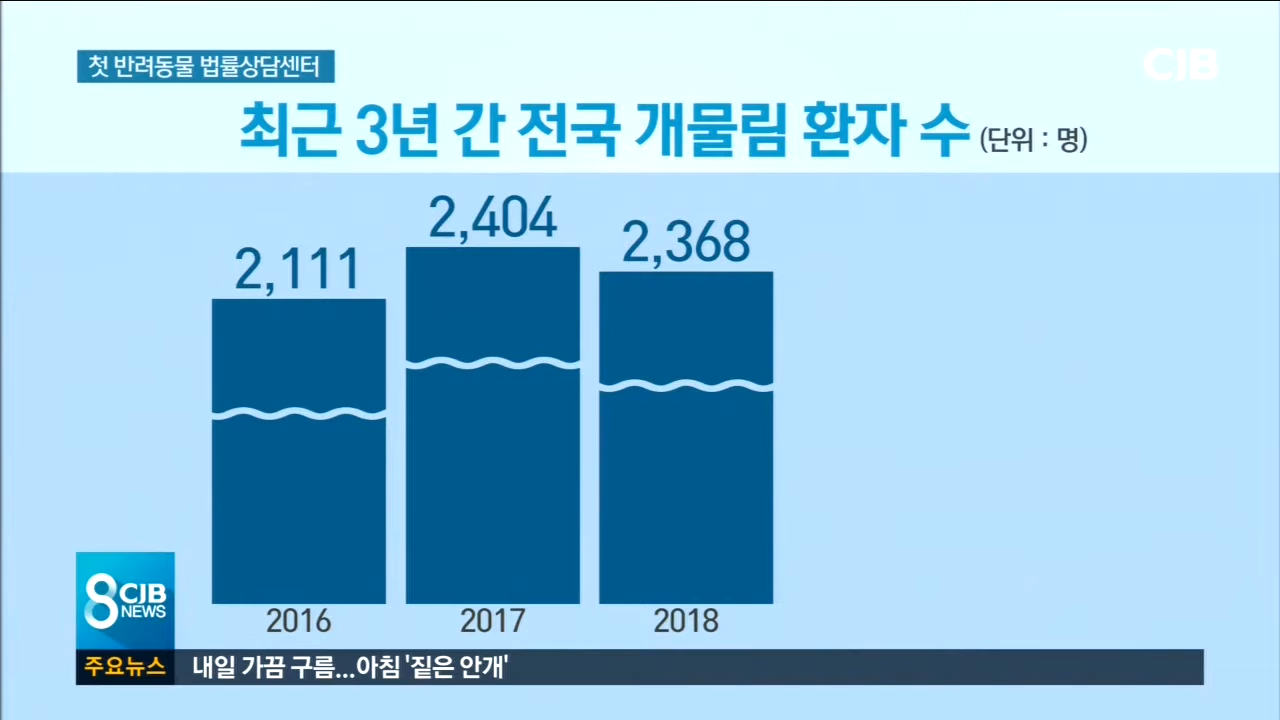 첫 반려동물 법률상담센터
CJB
최근 3년 간 전국 개물림 환자 수 (단위 : 명)
2,111
2,404
2,368
2016
2017
2018
8 CJB NEWS
주요뉴스 내일 가끔 구름...아침 '짙은 안개'